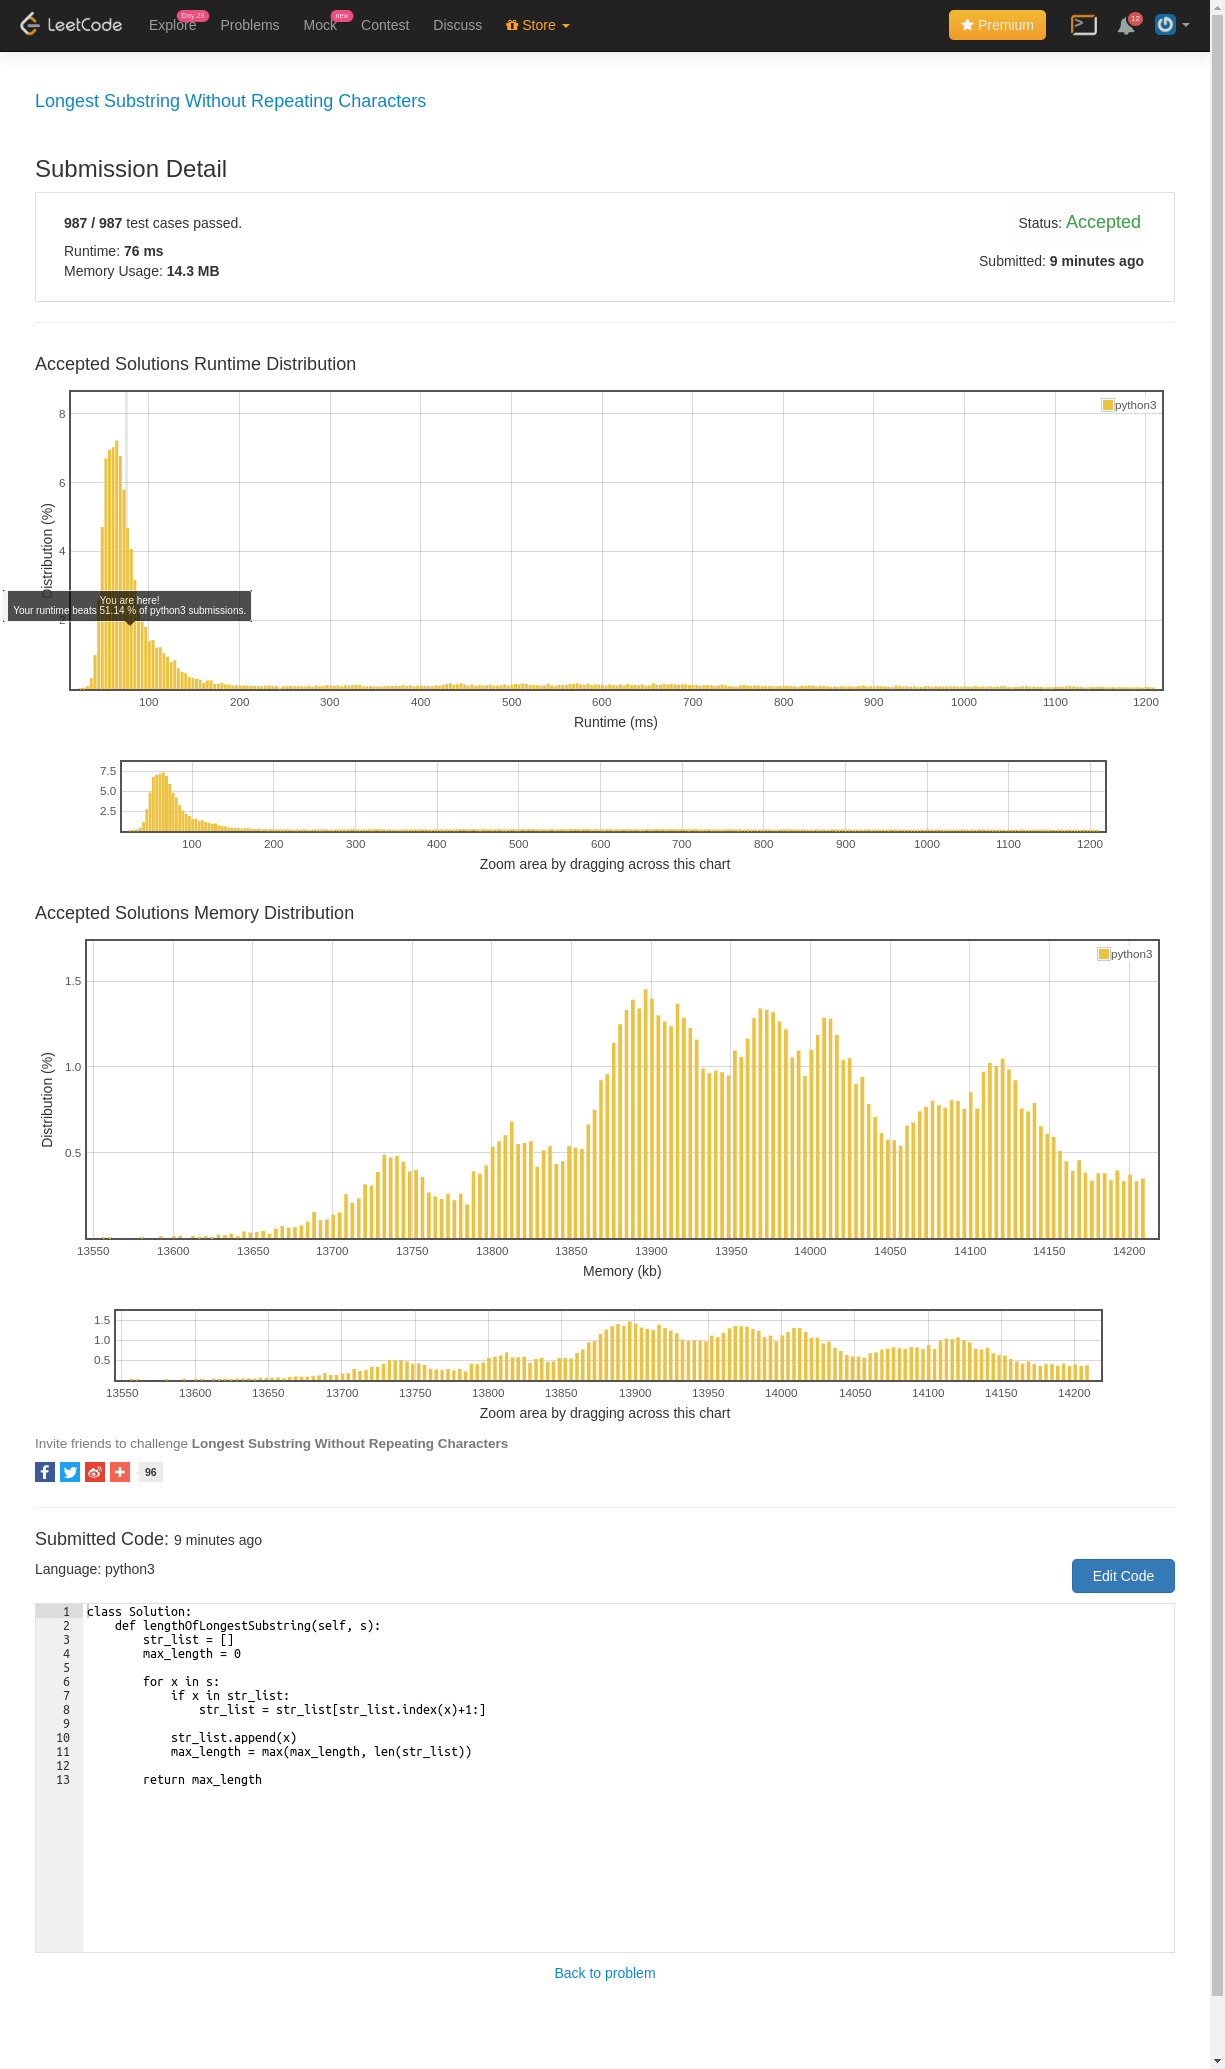 LeetCode Explore Day 28 Problems Mock new Contest Discuss Store Premium 12
Longest Substring Without Repeating Characters
Submission Detail
987 / 987 test cases passed.
Status: Accepted
Runtime: 76 ms
Submitted: 9 minutes ago
Memory Usage: 14.3 MB
Accepted Solutions Runtime Distribution
python3
8
6
4
2
Distribution (%)
You are here!
Your runtime beats 51.14 % of python3 submissions.
100 200 300 400 500 600 700 800 900 1000 1100 1200
Runtime (ms)
7.5
5.0
2.5
100 200 300 400 500 600 700 800 900 1000 1100 1200
Zoom area by dragging across this chart
Accepted Solutions Memory Distribution
python3
1.5
1.0
0.5
Distribution (%)
13550 13600 13650 13700 13750 13800 13850 13900 13950 14000 14050 14100 14150 14200
Memory (kb)
1.5
1.0
0.5
13550 13600 13650 13700 13750 13800 13850 13900 13950 14000 14050 14100 14150 14200
Zoom area by dragging across this chart
Invite friends to challenge Longest Substring Without Repeating Characters
96
Submitted Code: 9 minutes ago
Language: python3
Edit Code
1 class Solution:
2     def lengthOfLongestSubstring(self, s):
3         str_list = []
4         max_length = 0
5
6         for x in s:
7             if x in str_list:
8                 str_list = str_list[str_list.index(x)+1:]
9
10             str_list.append(x)
11             max_length = max(max_length, len(str_list))
12
13         return max_length
Back to problem